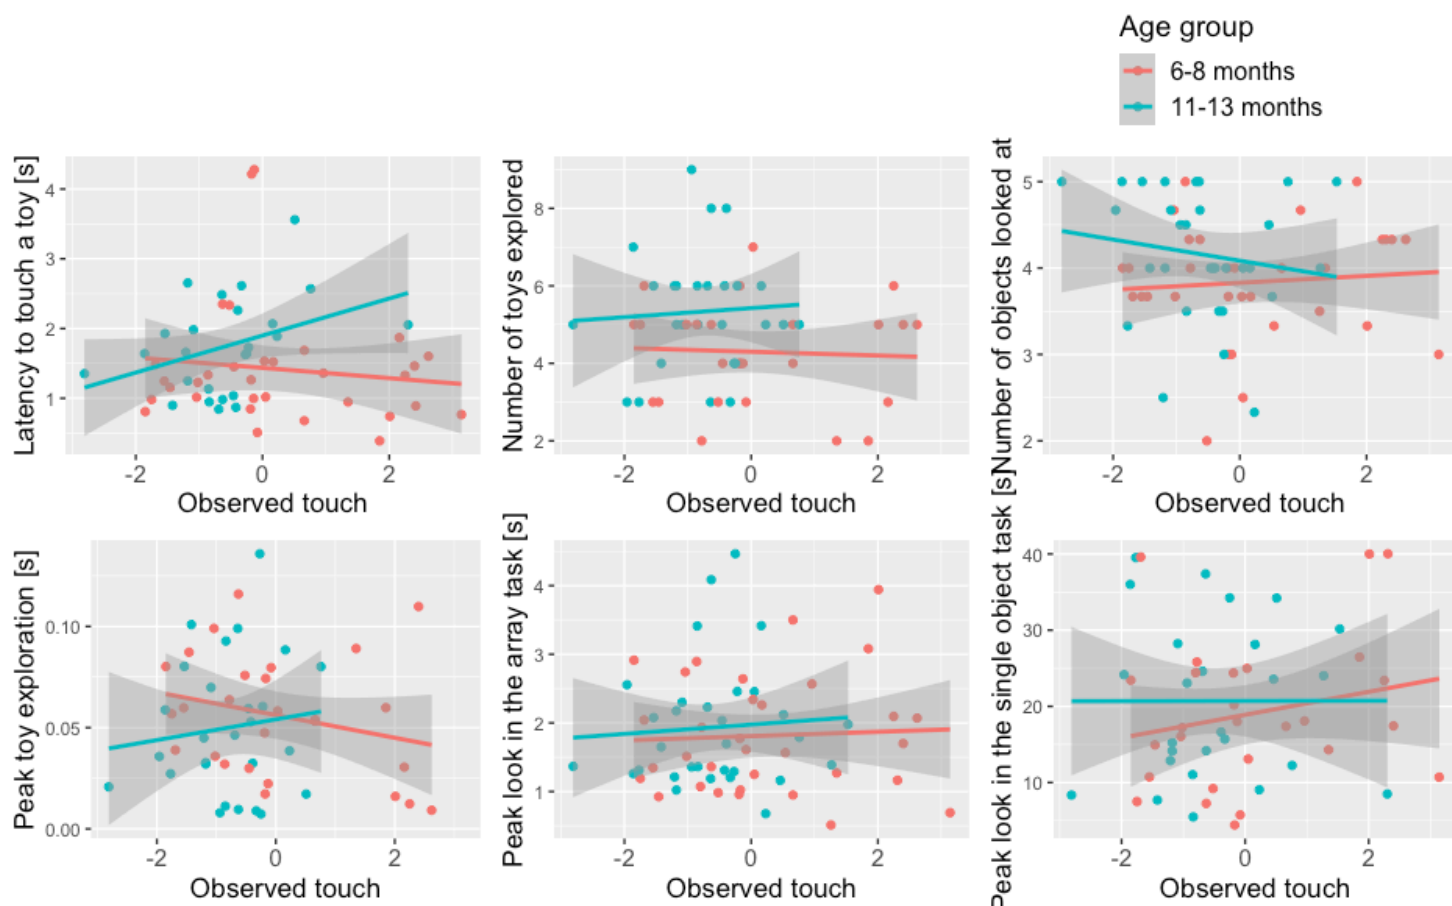 Age group
6-8 months
11-13 months
Latency to touch a toy [s]
4
3
2
1
-2 0 2
Observed touch
Number of toys explored
8
6
4
2
-2 0 2
Observed touch
Number of objects looked at
5
4
3
2
-2 0 2
Observed touch
Peak toy exploration [s]
0.10
0.05
0.00
-2 0 2
Observed touch
Peak look in the array task [s]
4
3
2
1
-2 0 2
Observed touch
Peak look in the single object task [s]
40
30
20
10
-2 0 2
Observed touch